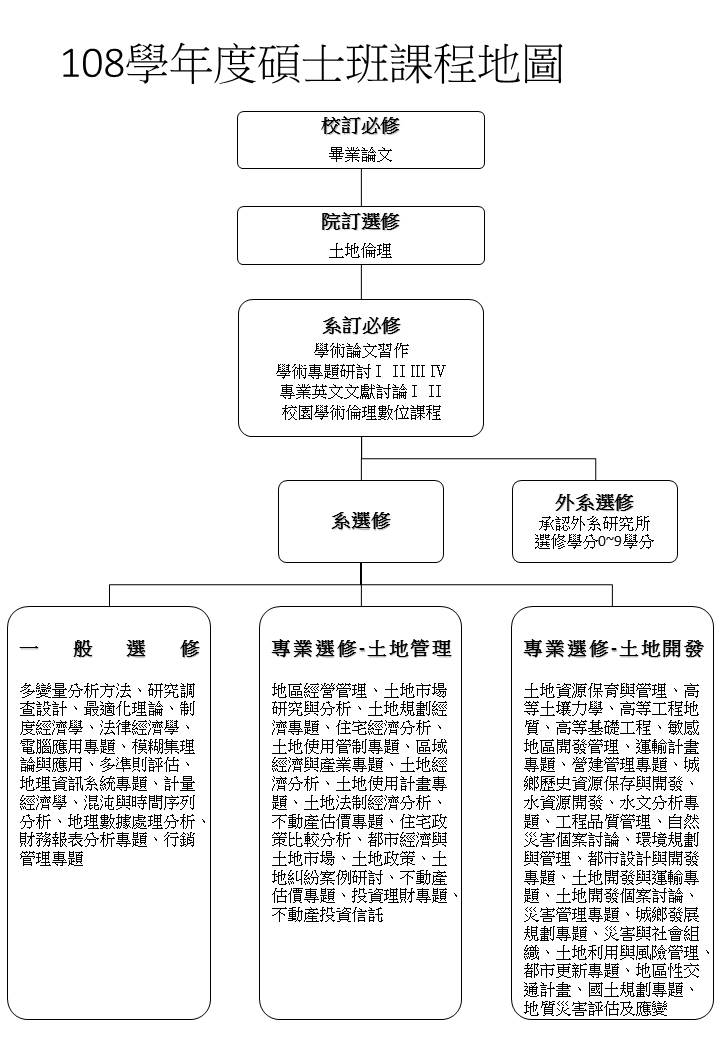 108學年度碩士班課程地圖
校訂必修
畢業論文
院訂選修
土地倫理
系訂必修
學術論文習作
學術專題研討Ⅰ Ⅱ Ⅲ Ⅳ
專業英文文獻討論Ⅰ Ⅱ
校園學術倫理數位課程
系選修
外系選修
承認外系研究所
選修學分0~9學分
一般選修
多變量分析方法、研究調
查設計、最適化理論、制
度經濟學、法律經濟學、
電腦應用專題、模糊集理
論與應用、多準則評估、
地理資訊系統專題、計量
經濟學、混沌與時間序列
分析、地理數據處理分析、
財務報表分析專題、行銷
管理專題
專業選修-土地管理
地區經營管理、土地市場
研究與分析、土地規劃經
濟專題、住宅經濟分析、
土地使用管制專題、區域
經濟與產業專題、土地經
濟分析、土地使用計畫專
題、土地法制經濟分析、
不動產估價專題、住宅政
策比較分析、都市經濟與
土地市場、土地政策、土
地糾紛案例研討、不動產
估價專題、投資理財專題、
不動產投資信託
專業選修-土地開發
土地資源保育與管理、高
等土壤力學、高等工程地
質、高等基礎工程、敏感
地區開發管理、運輸計畫
專題、營建管理專題、城
鄉歷史資源保存與開發、
水資源開發、水文分析專
題、工程品質管理、自然
災害個案討論、環境規劃
與管理、都市設計與開發
專題、土地開發與運輸專
題、土地開發個案討論、
災害管理專題、城鄉發展
規劃專題、災害與社會組
織、土地利用與風險管理、
都市更新專題、地區性交
通計畫、國土規劃專題、
地質災害評估及應變